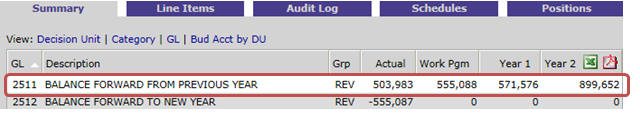 Summary Line Items Audit Log Schedules Positions
View: Decision Unit | Category | GL | Bud Acct by DU
GL Description Grp Actual Work Pgm Year 1 Year 2
2511 BALANCE FORWARD FROM PREVIOUS YEAR REV 503,983 555,088 571,576 899,652
2512 BALANCE FORWARD TO NEW YEAR REV -555,087 0 0 0